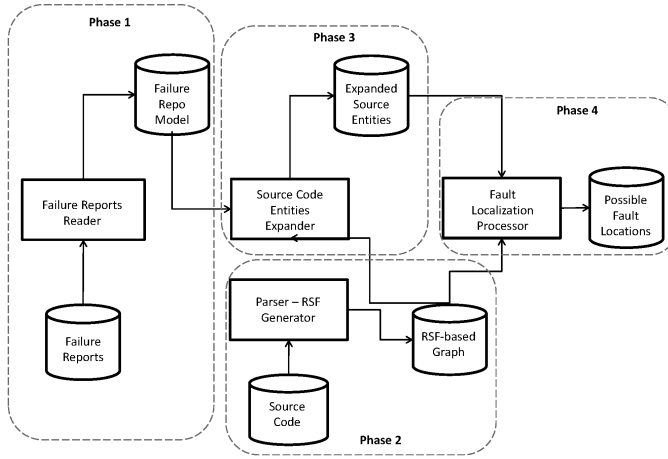 Phase 1
Failure
Repo
Model
Failure Reports
Reader
Failure
Reports
Phase 3
Expanded
Source
Entities
Source Code
Entities
Expander
Phase 4
Fault
Localization
Processor
Possible
Fault
Locations
Parser – RSF
Generator
RSF-based
Graph
Source
Code
Phase 2